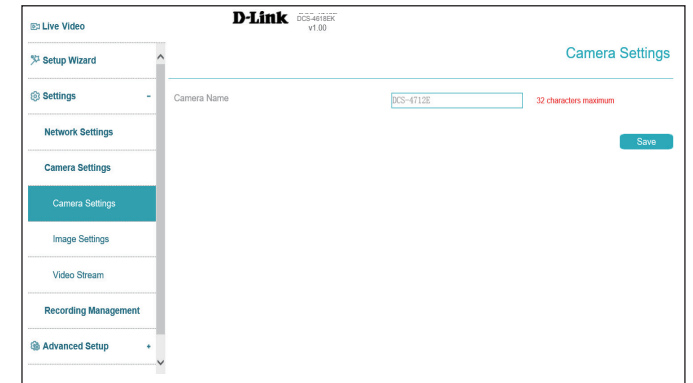 Live Video
D-Link DCS-4618EK
v1.00
Setup Wizard
Camera Settings
Settings -
Camera Name DCS-4712E 32 characters maximum
Network Settings
Save
Camera Settings
Camera Settings
Image Settings
Video Stream
Recording Management
Advanced Setup +